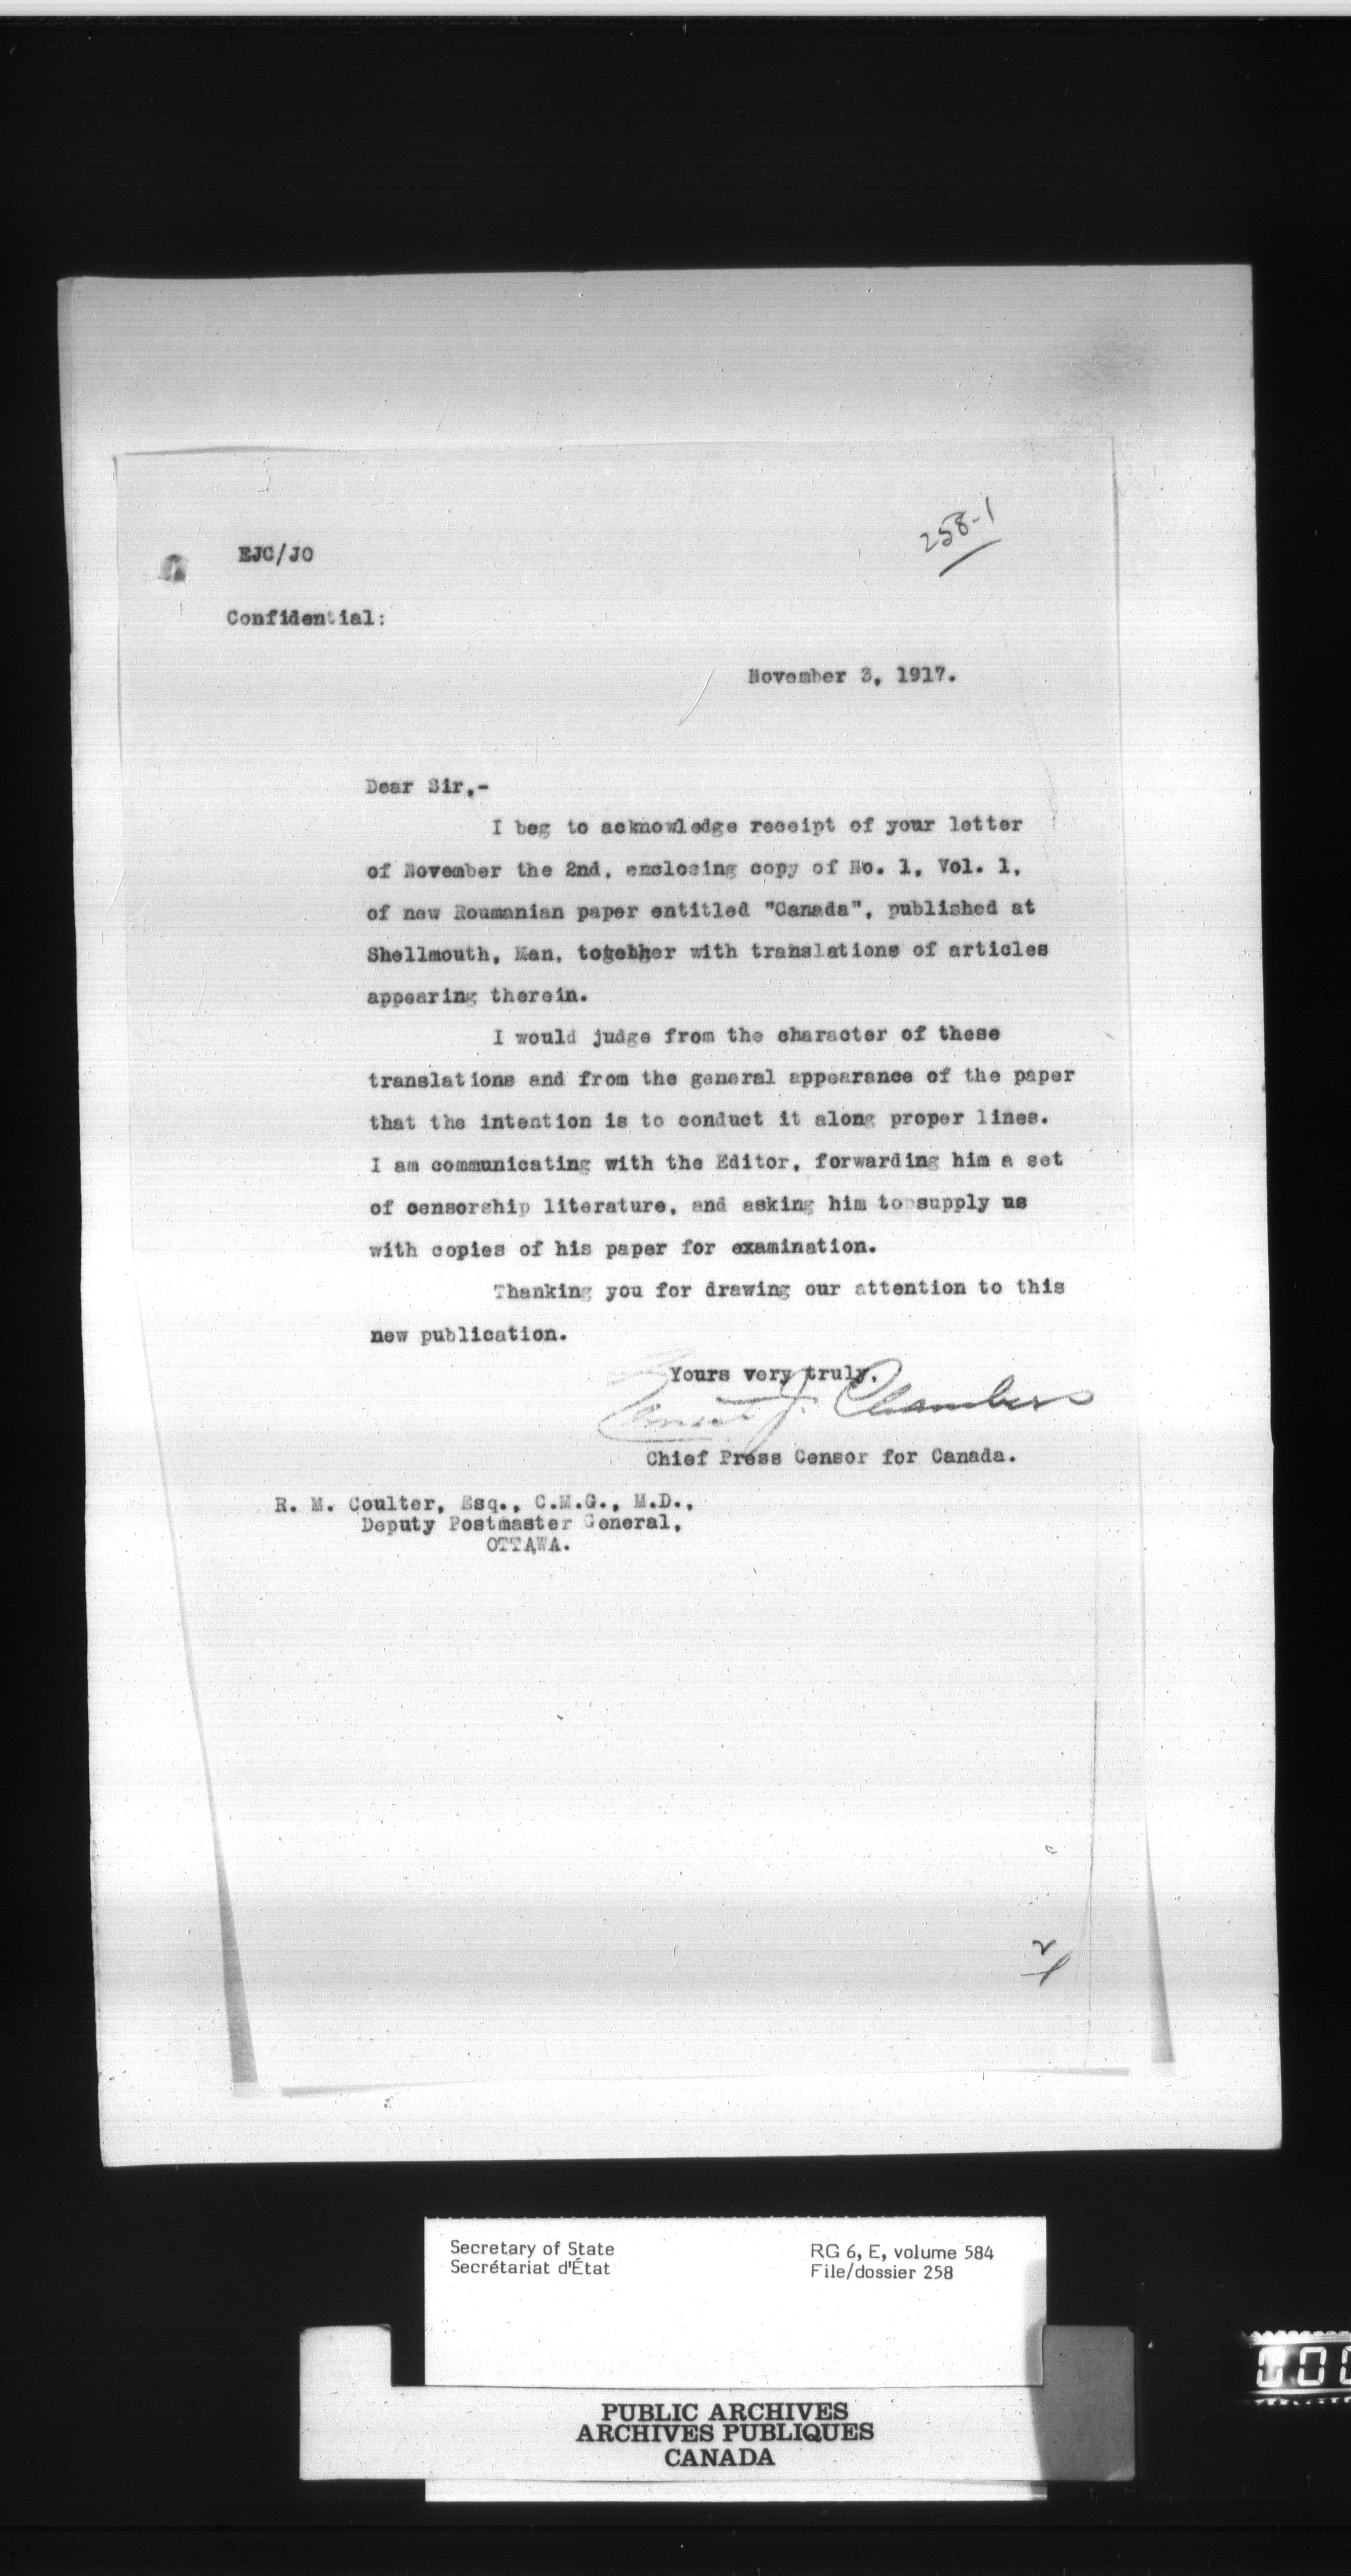 258-1
EJC/JO
Confidential:
November 3, 1917.
Dear Sir,-
I beg to acknowledge receipt of your letter
of November the 2nd, enclosing copy of No. 1, Vol. 1,
of new Roumanian paper entitled "Canada", published at
Shellmouth, Man, together with translations of articles
appearing therein.
I would judge from the character of these
translations and from the general appearance of the paper
that the intention is to conduct it along proper lines.
I am communicating with the Editor, forwarding him a set
of censorship literature, and asking him to supply us
with copies of his paper for examination.
Thanking you for drawing our attention to this
new publication.
Yours very truly,
Ernest J. Chambers
Chief Press Censor for Canada.
R. M. Coulter, Esq., C.M.G., M.D.,
Deputy Postmaster General,
OTTAWA.
Secretary of State
Secrétariat d'État
RG 6, E, volume 584
File/dossier 258
PUBLIC ARCHIVES
ARCHIVES PUBLIQUES
CANADA